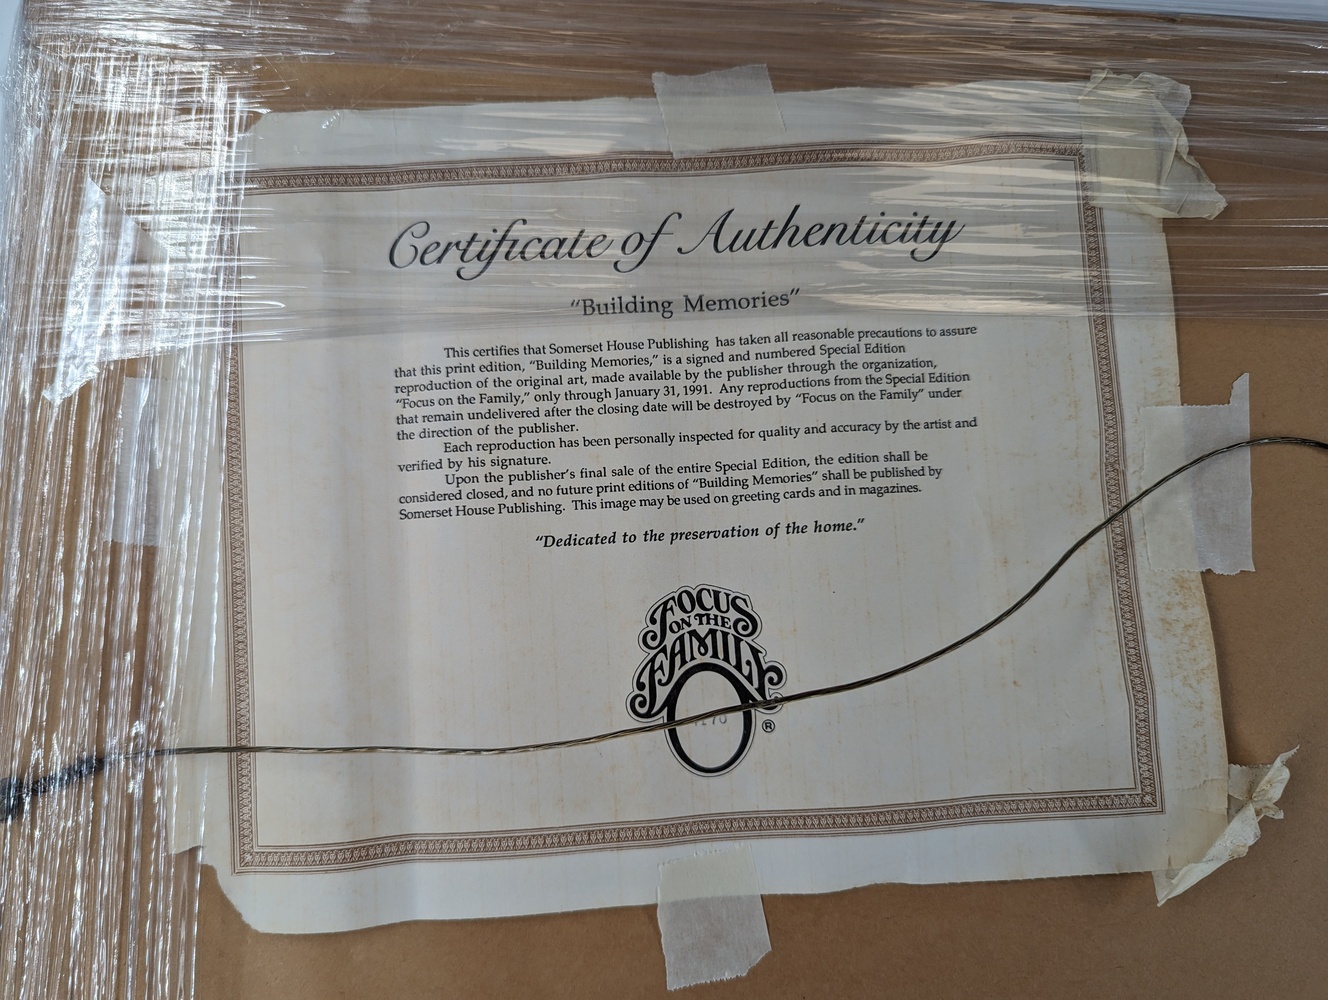 Certificate of Authenticity
“Building Memories”
This certifies that Somerset House Publishing has taken all reasonable precautions to assure
that this print edition, “Building Memories,” is a signed and numbered Special Edition
reproduction of the original art, made available by the publisher through the organization,
“Focus on the Family,” only through January 31, 1991. Any reproductions from the Special Edition
that remain undelivered after the closing date will be destroyed by “Focus on the Family” under
the direction of the publisher.
Each reproduction has been personally inspected for quality and accuracy by the artist and
verified by his signature.
Upon the publisher’s final sale of the entire Special Edition, the edition shall be
considered closed, and no future print editions of “Building Memories” shall be published by
Somerset House Publishing. This image may be used on greeting cards and in magazines.
“Dedicated to the preservation of the home.”
FOCUS
ON THE
FAMILY
®